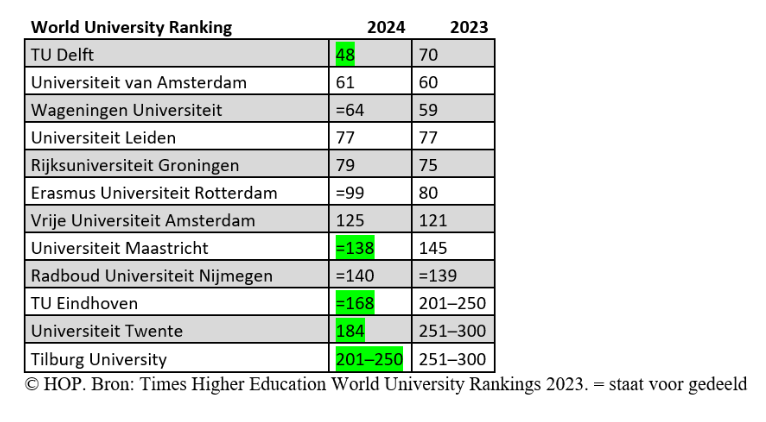 World University Ranking 2024 2023
TU Delft 48 70
Universiteit van Amsterdam 61 60
Wageningen Universiteit =64 59
Universiteit Leiden 77 77
Rijksuniversiteit Groningen 79 75
Erasmus Universiteit Rotterdam =99 80
Vrije Universiteit Amsterdam 125 121
Universiteit Maastricht =138 145
Radboud Universiteit Nijmegen =140 =139
TU Eindhoven =168 201–250
Universiteit Twente 184 251–300
Tilburg University 201–250 251–300
© HOP. Bron: Times Higher Education World University Rankings 2023. = staat voor gedeeld